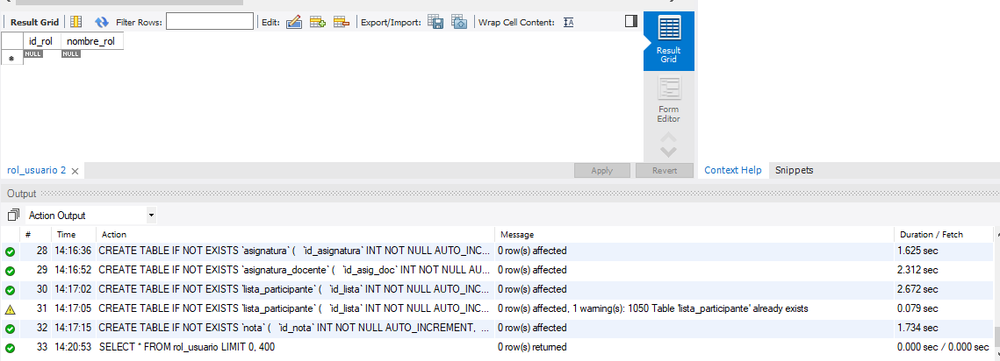 Result Grid Filter Rows: Edit: Export/Import: Wrap Cell Content: IA
id_rol nombre_rol
NULL NULL
Result Grid
Form Editor
rol_usuario 2 Apply Revert Context Help Snippets
Output
Action Output
# Time Action Message Duration / Fetch
28 14:16:36 CREATE TABLE IF NOT EXISTS `asignatura` ( `id_asignatura` INT NOT NULL AUTO_INC... 0 row(s) affected 1.625 sec
29 14:16:52 CREATE TABLE IF NOT EXISTS `asignatura_docente` ( `id_asig_doc` INT NOT NULL AU... 0 row(s) affected 2.312 sec
30 14:17:02 CREATE TABLE IF NOT EXISTS `lista_participante` ( `id_lista` INT NOT NULL AUTO_INC... 0 row(s) affected 2.672 sec
31 14:17:05 CREATE TABLE IF NOT EXISTS `lista_participante` ( `id_lista` INT NOT NULL AUTO_INC... 0 row(s) affected, 1 warning(s): 1050 Table 'lista_participante' already exists 0.079 sec
32 14:17:15 CREATE TABLE IF NOT EXISTS `nota` ( `id_nota` INT NOT NULL AUTO_INCREMENT, ... 0 row(s) affected 1.734 sec
33 14:20:53 SELECT * FROM rol_usuario LIMIT 0, 400 0 row(s) returned 0.000 sec / 0.000 sec